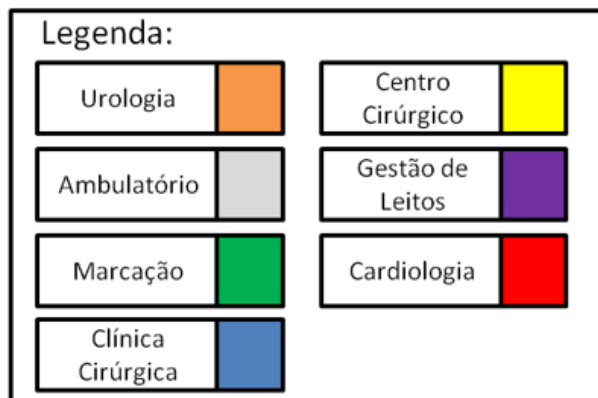 Legenda:
Urologia
Centro
Cirúrgico
Ambulatório
Gestão de
Leitos
Marcação
Cardiologia
Clínica
Cirúrgica